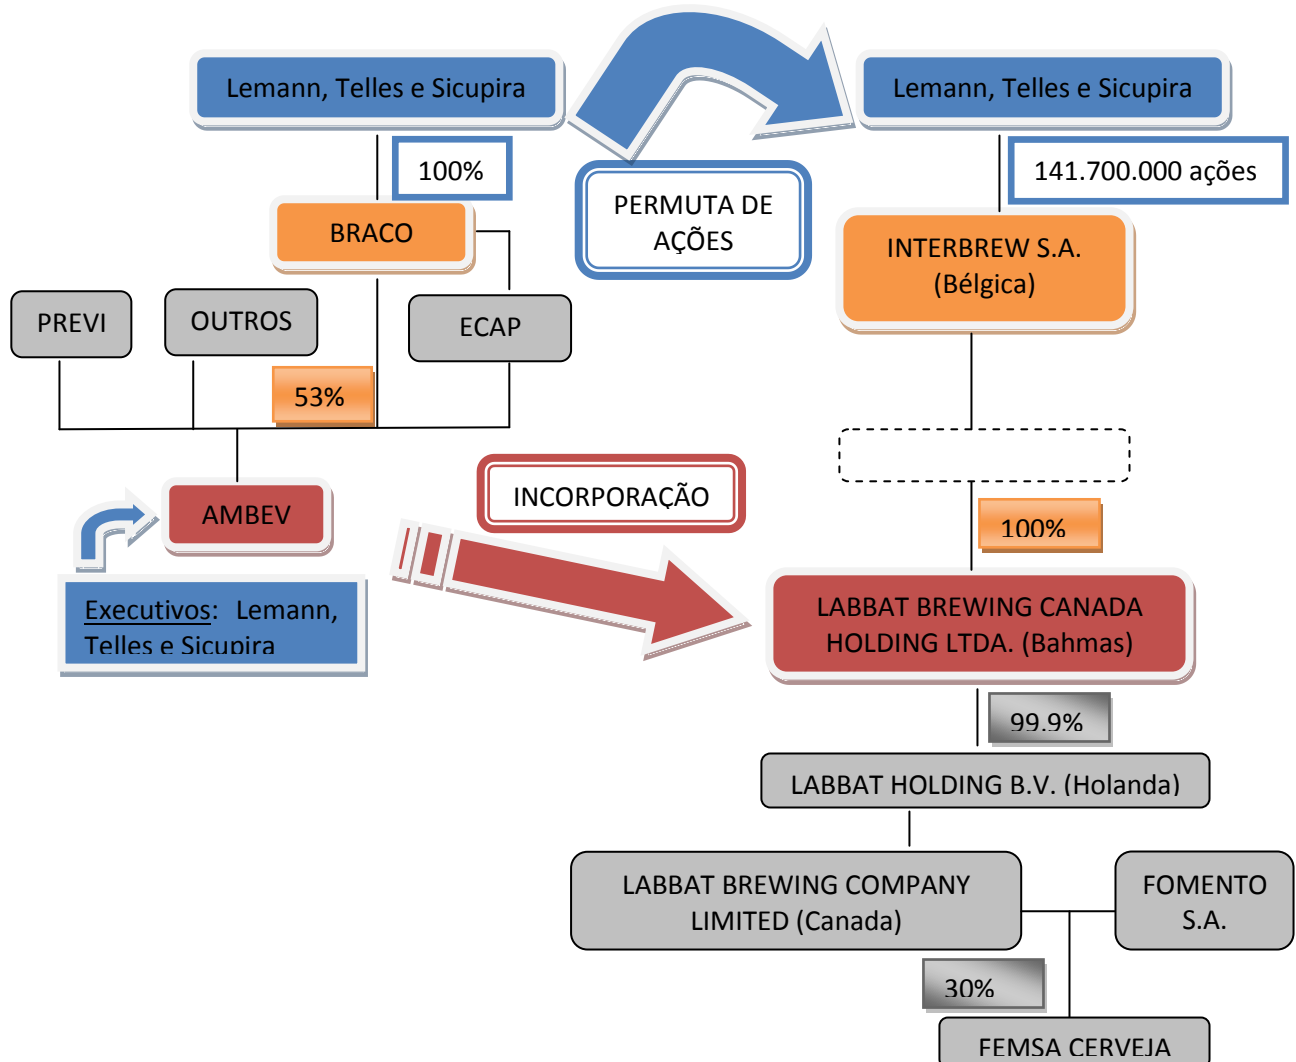 Lemann, Telles e Sicupira
Lemann, Telles e Sicupira
100%
PERMUTA DE
AÇÕES
141.700.000 ações
BRACO
INTERBREW S.A.
(Bélgica)
PREVI
OUTROS
ECAP
53%
INCORPORAÇÃO
AMBEV
100%
Executivos: Lemann,
Telles e Sicupira
LABBAT BREWING CANADA
HOLDING LTDA. (Bahmas)
99.9%
LABBAT HOLDING B.V. (Holanda)
LABBAT BREWING COMPANY
LIMITED (Canada)
FOMENTO
S.A.
30%
FEMSA CERVEJA